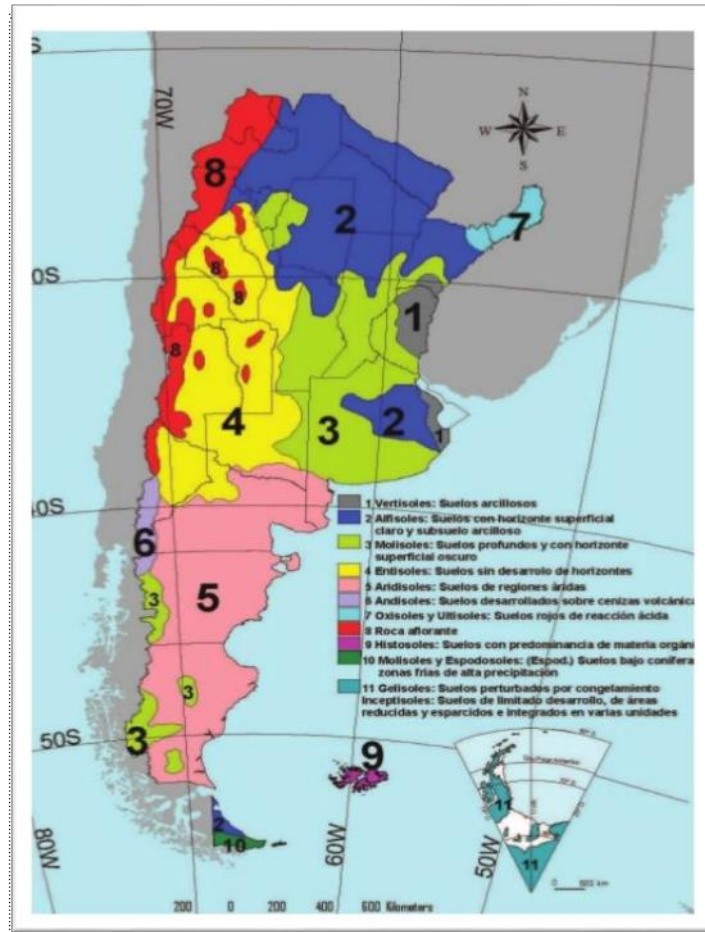 S
70W
N
W E
S
8
2
7
0S
8
8
1
8
4
3
2
1
0S
6
5
3
3
3
50S
9
2
10
80W
60W
50W
11
11
1 Vertisoles: Suelos arcillosos
2 Alfisoles: Suelos con horizonte superficial
claro y subsuelo arcilloso
3 Molisoles: Suelos profundos y con horizonte
superficial oscuro
4 Entisoles: Suelos sin desarrolo de horizontes
5 Aridisoles: Suelos de regiones áridas
6 Andisoles: Suelos desarrollados sobre cenizas volcánica
7 Oxisoles y Ultisoles: Suelos rojos de reacción ácida
8 Roca aflorante
9 Histosoles: Suelos con predominancia de materia orgáni
10 Molisoles y Espodosoles: (Espod.) Suelos bajo conifera
zonas frías de alta precipitación
11 Gelisoles: Suelos perturbados por congelamiento
Inceptisoles: Suelos de limitado desarrollo, de áreas
reducidas y esparcidos e integrados en varias unidades
200 0 200 400 600 Kilometers